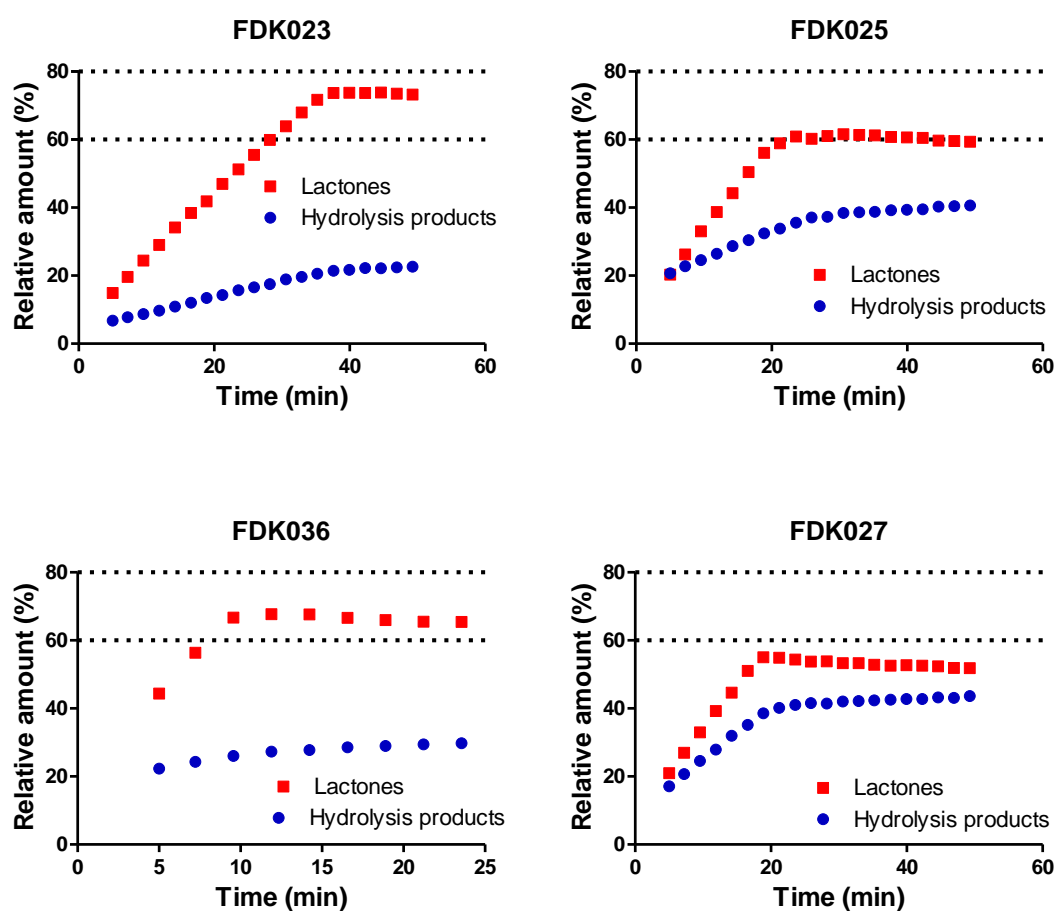 FDK023
80
60
40
20
0
Relative amount (%)
Lactones
Hydrolysis products
0 20 40 60
Time (min)
FDK025
80
60
40
20
0
Relative amount (%)
Lactones
Hydrolysis products
0 20 40 60
Time (min)
FDK036
80
60
40
20
0
Relative amount (%)
Lactones
Hydrolysis products
0 5 10 15 20 25
Time (min)
FDK027
80
60
40
20
0
Relative amount (%)
Lactones
Hydrolysis products
0 20 40 60
Time (min)